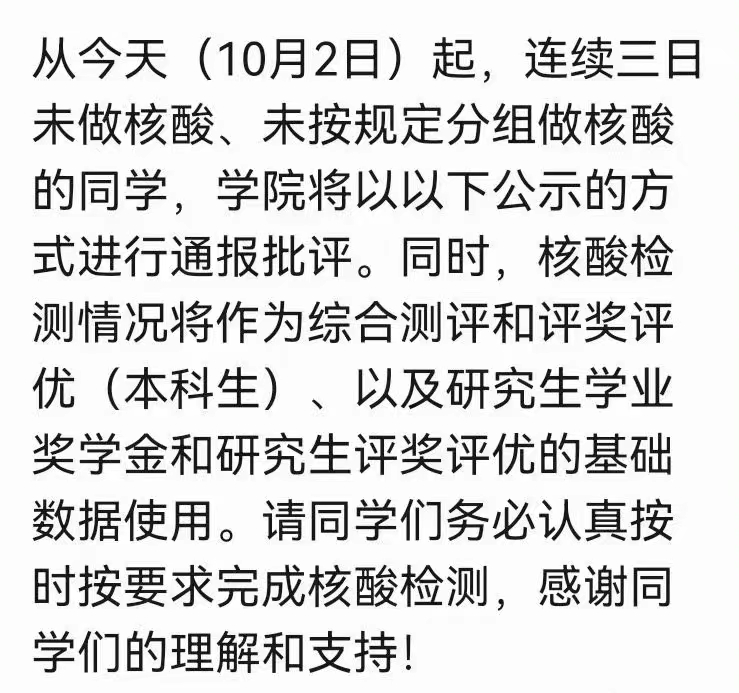 从今天（10月2日）起，连续三日
未做核酸、未按规定分组做核酸
的同学，学院将以以下公示的方
式进行通报批评。同时，核酸检
测情况将作为综合测评和评奖评
优（本科生）、以及研究生学业
奖学金和研究生评奖评优的基础
数据使用。请同学们务必认真按
时按要求完成核酸检测，感谢同
学们的理解和支持！